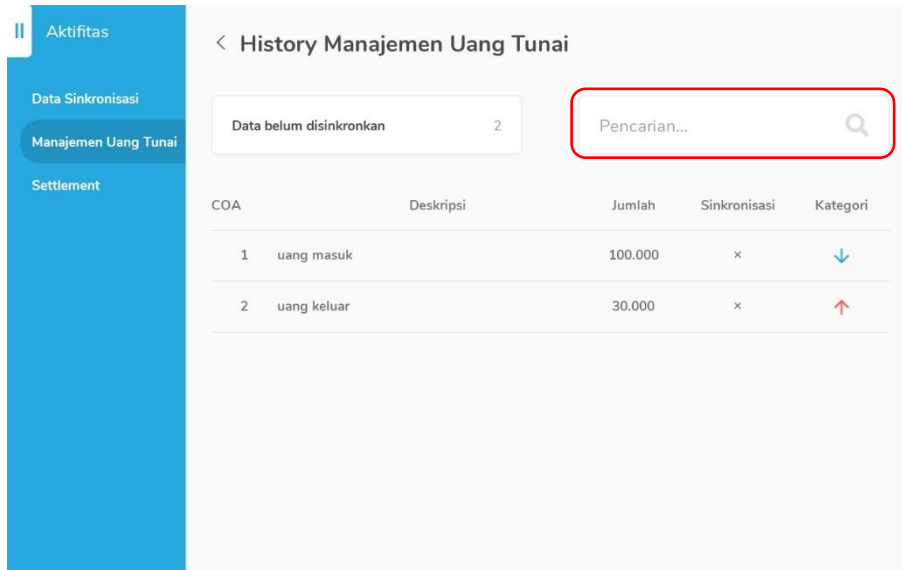 Aktifitas
History Manajemen Uang Tunai
Data Sinkronisasi
Manajemen Uang Tunai
Settlement
Data belum disinkronkan 2
Pencarian...
COA Deskripsi Jumlah Sinkronisasi Kategori
1 uang masuk 100.000 ×
2 uang keluar 30.000 ×